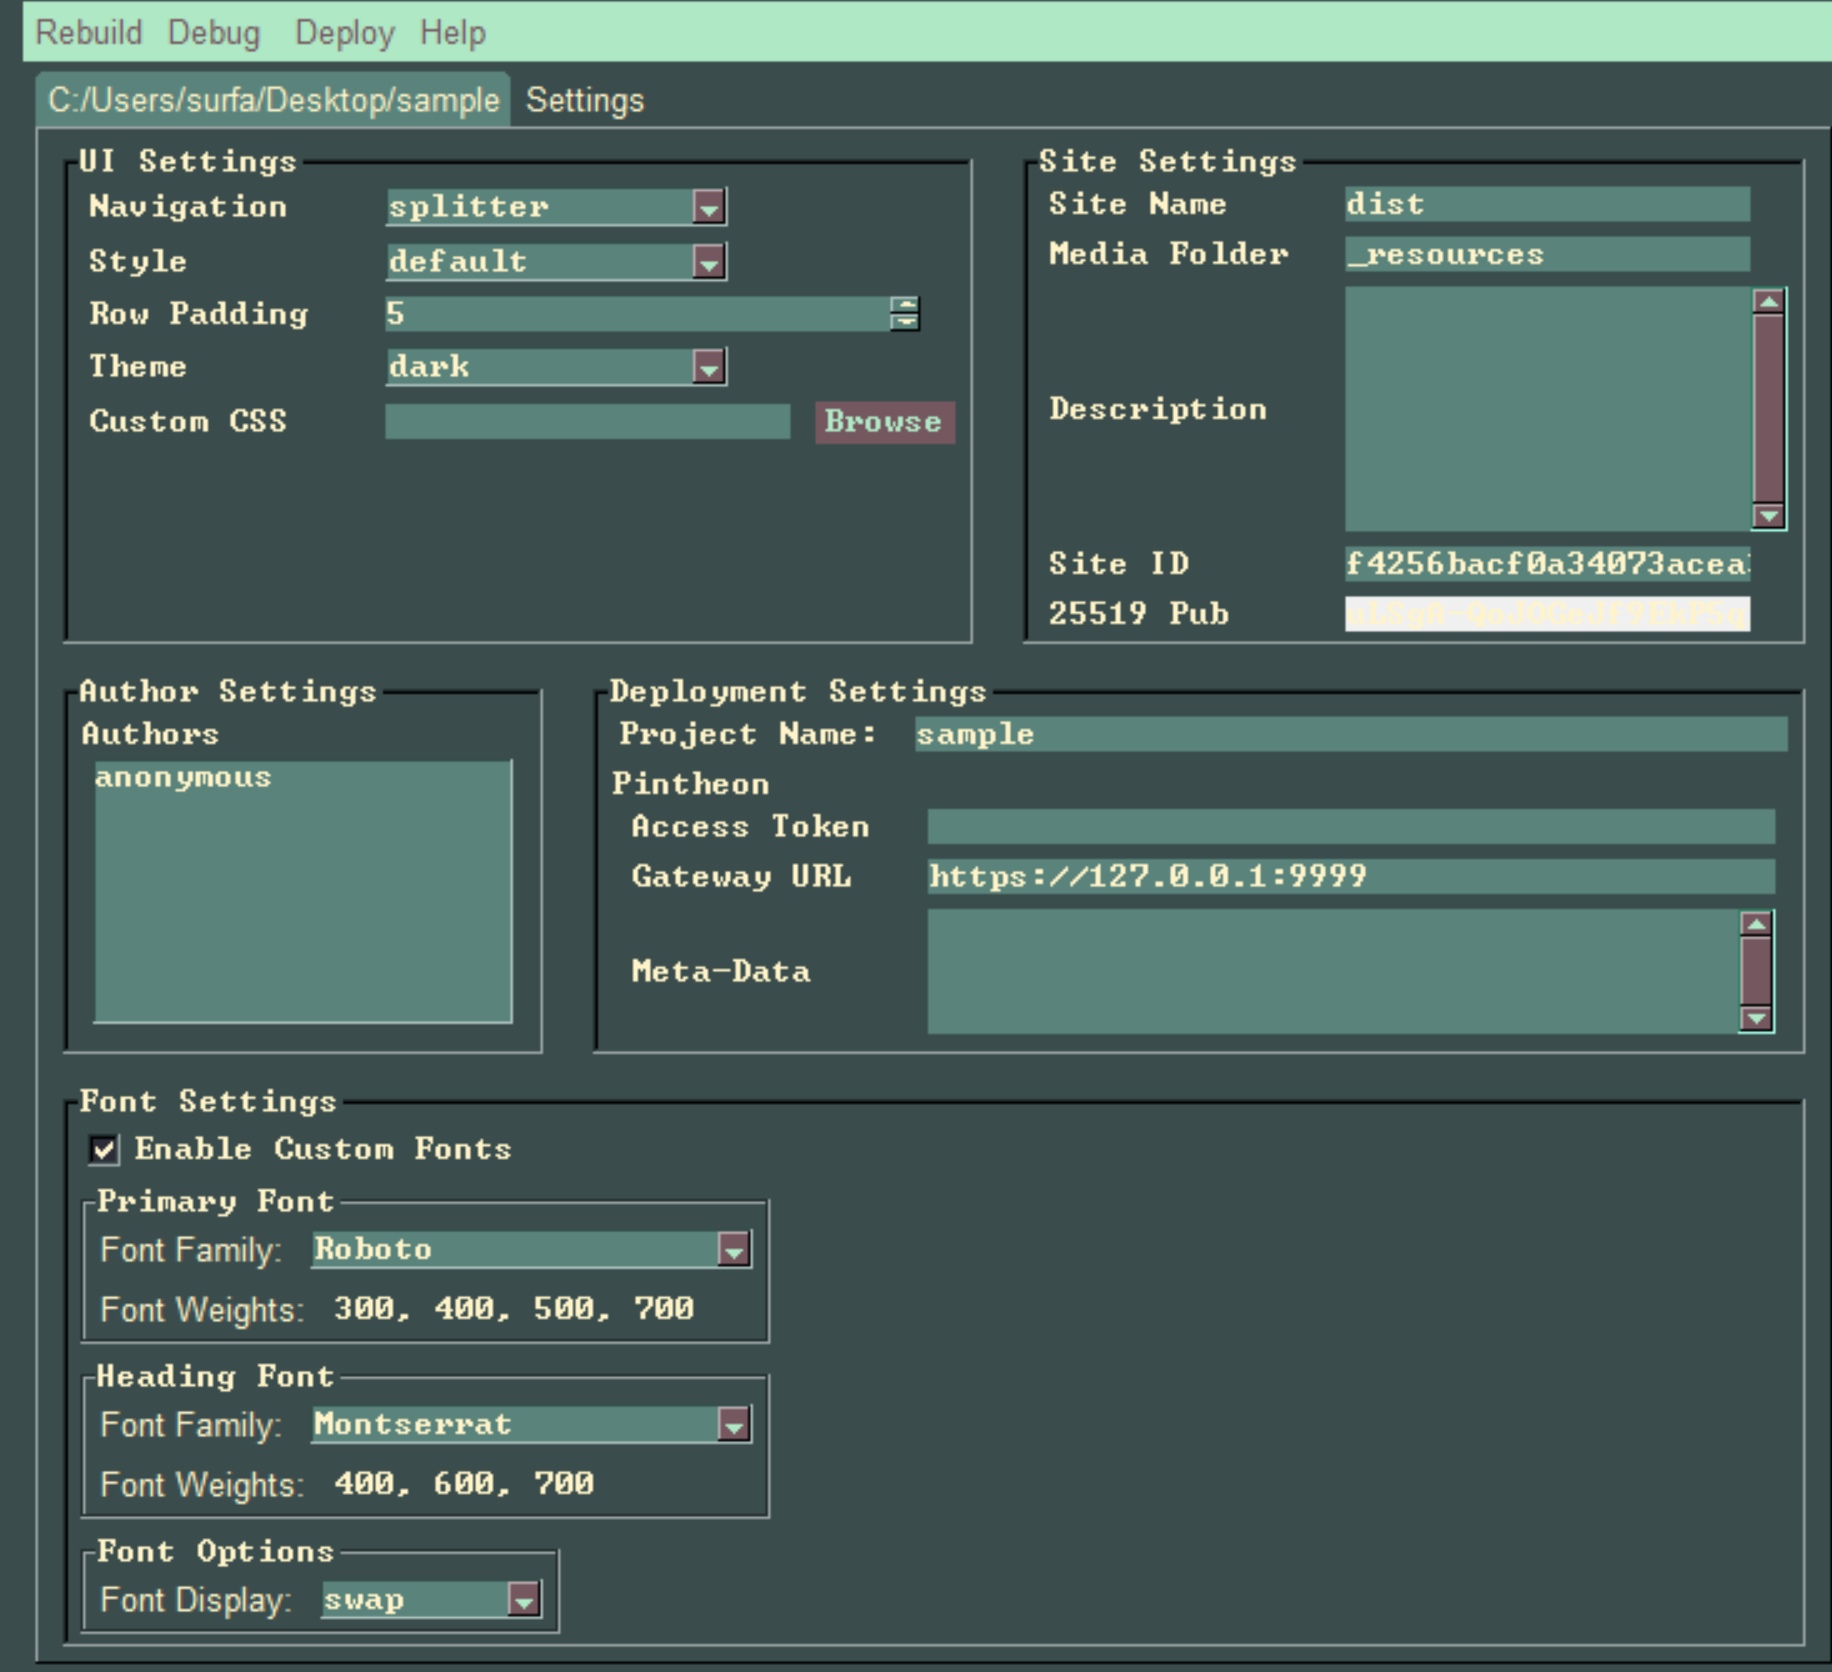 Rebuild Debug Deploy Help
C:/Users/surfa/Desktop/sample Settings
UI Settings
Navigation splitter
Style default
Row Padding 5
Theme dark
Custom CSS Browse
Site Settings
Site Name dist
Media Folder _resources
Description
Site ID f4256bacf0a34073acea
25519 Pub
Author Settings
Authors
anonymous
Deployment Settings
Project Name: sample
Pintheon
Access Token
Gateway URL https://127.0.0.1:9999
Meta-Data
Font Settings
Enable Custom Fonts
Primary Font
Font Family: Roboto
Font Weights: 300, 400, 500, 700
Heading Font
Font Family: Montserrat
Font Weights: 400, 600, 700
Font Options
Font Display: swap